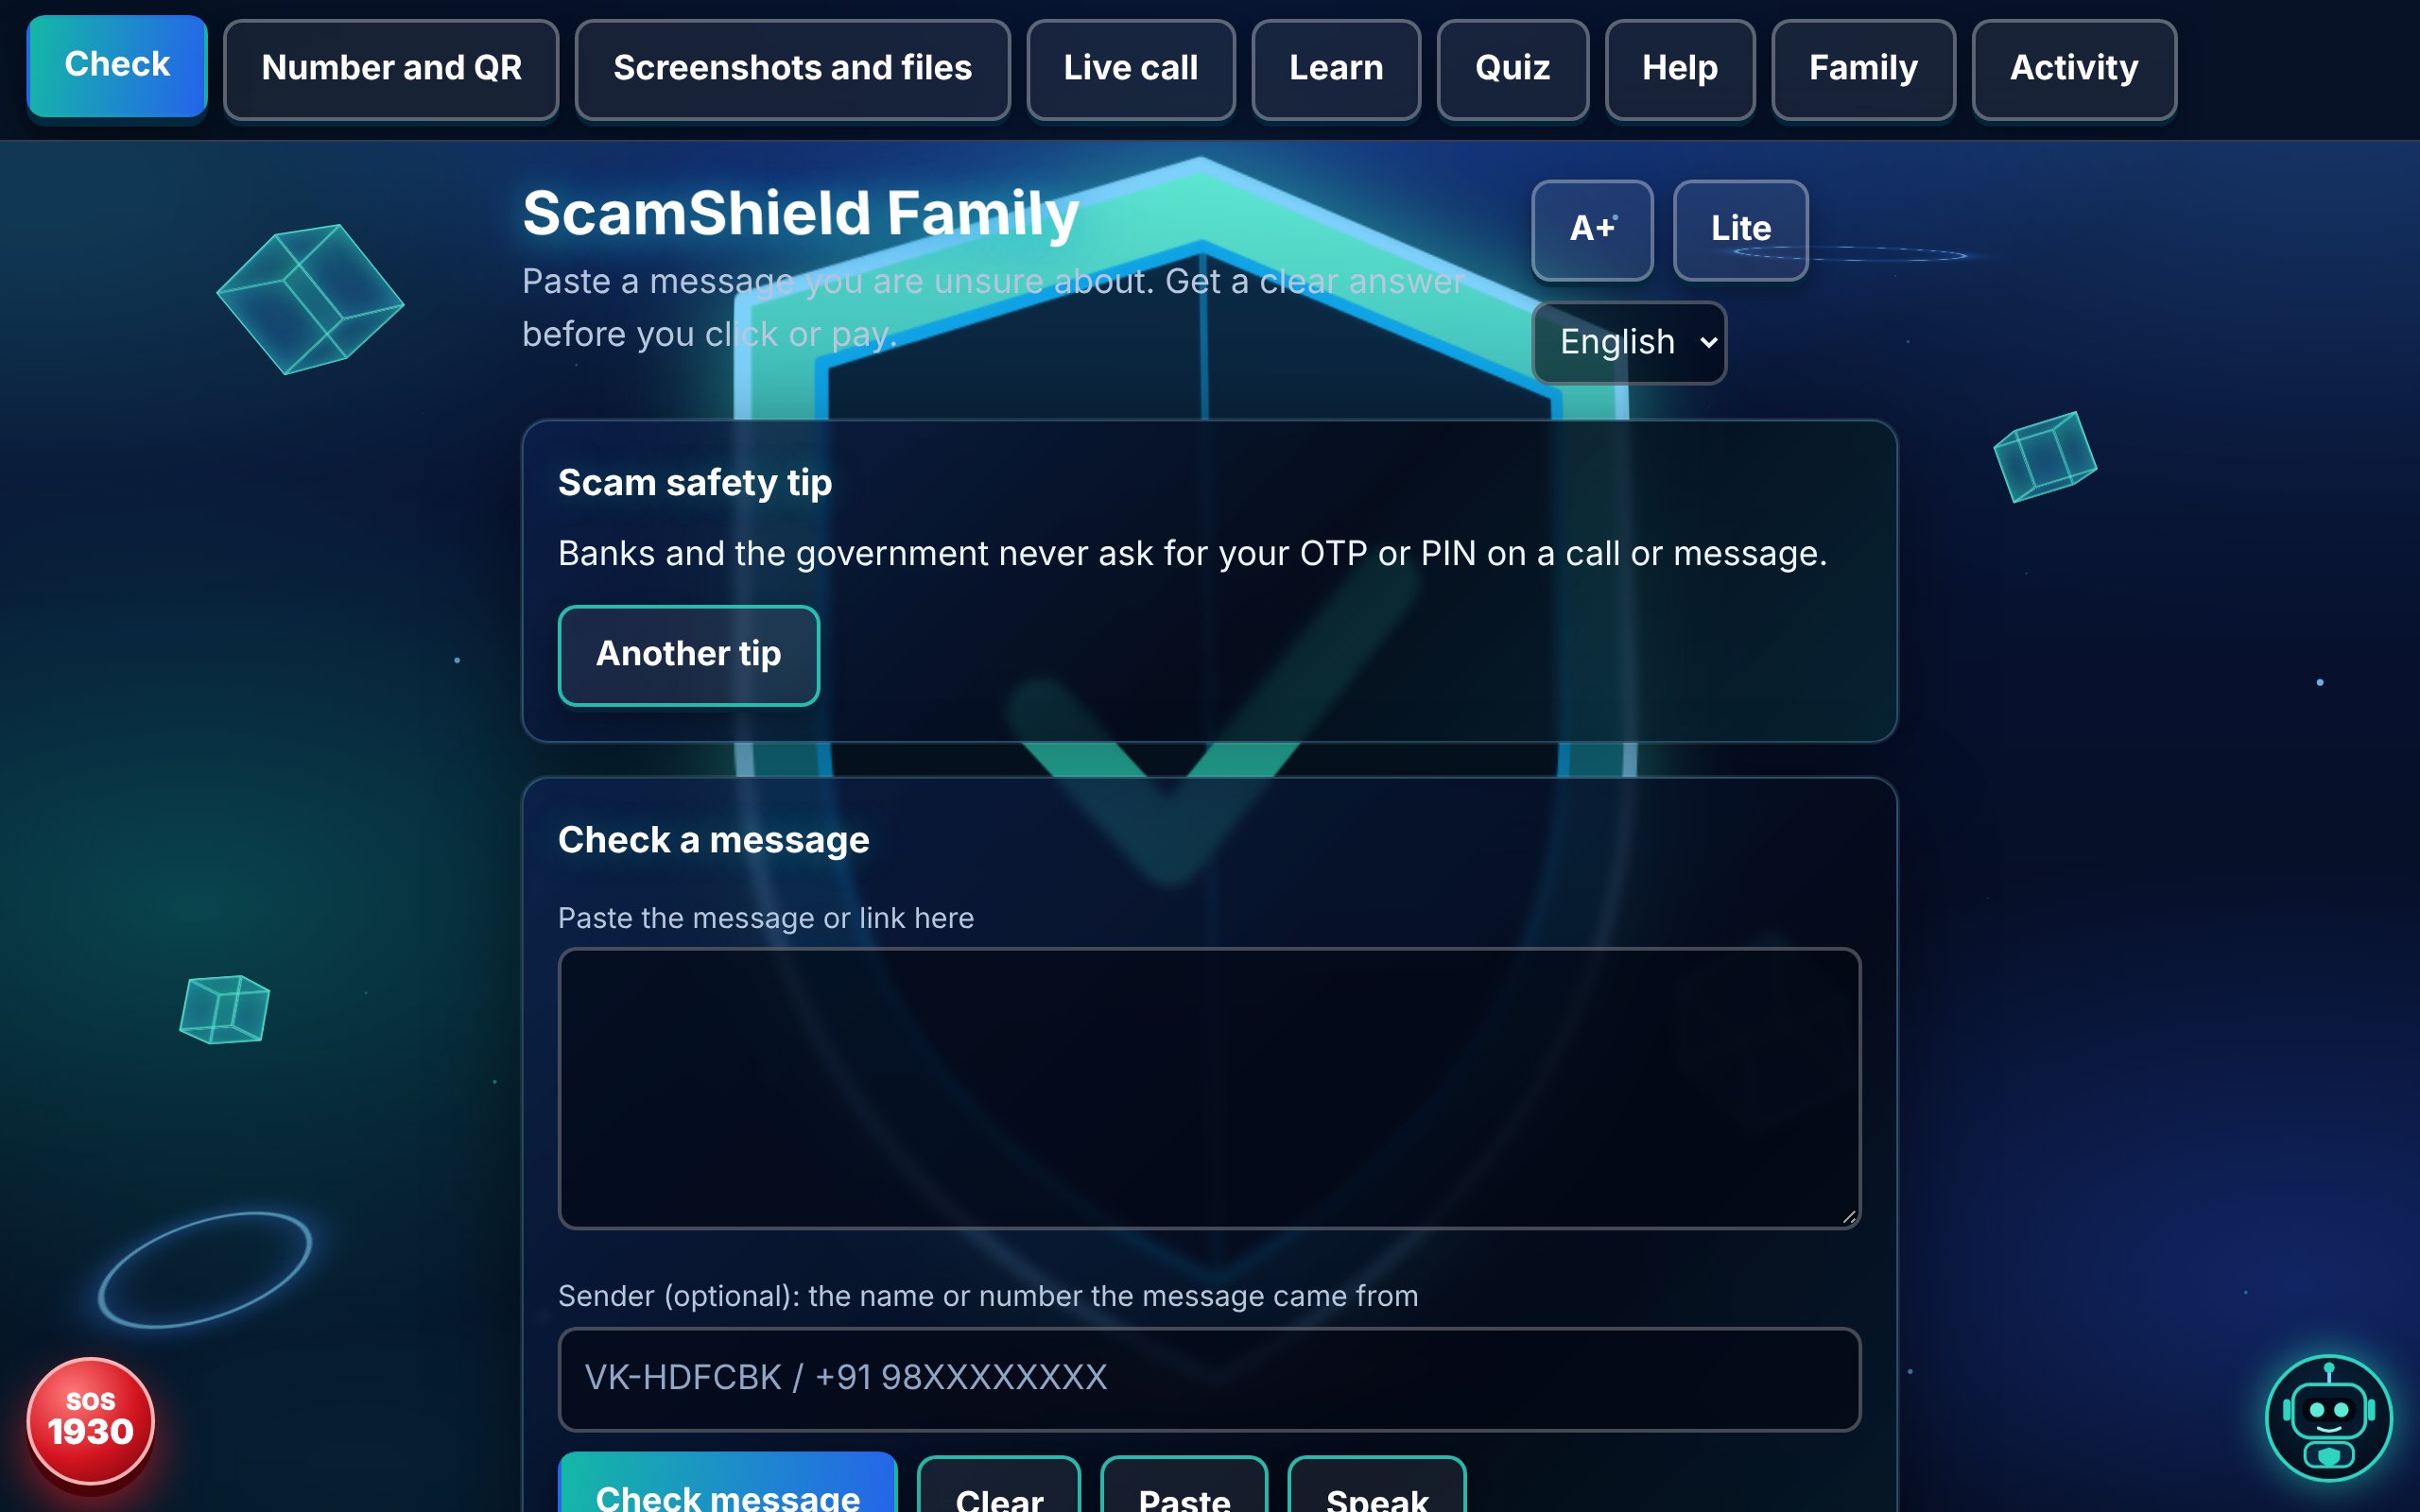 Check Number and QR Screenshots and files Live call Learn Quiz Help Family Activity
ScamShield Family
A+ Lite
Paste a message you are unsure about. Get a clear answer
before you click or pay.
English
Scam safety tip
Banks and the government never ask for your OTP or PIN on a call or message.
Another tip
Check a message
Paste the message or link here
Sender (optional): the name or number the message came from
VK-HDFCBK / +91 98XXXXXXXX
Check message Clear Paste Speak
SOS
1930